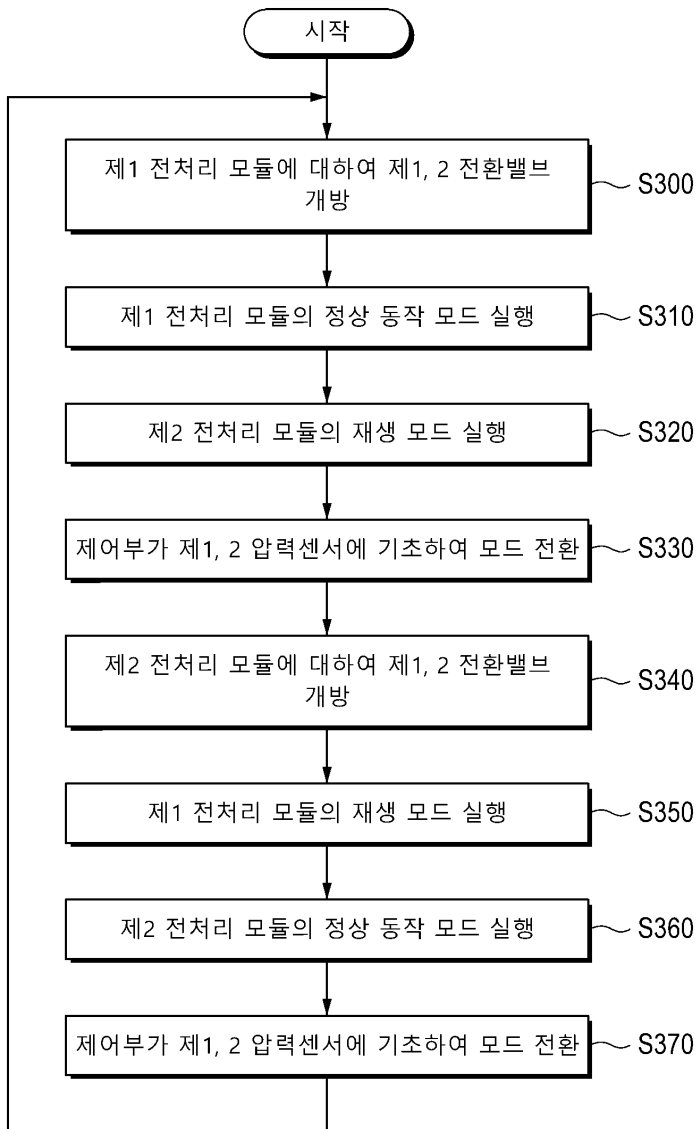 시작
제1 전처리 모듈에 대하여 제1, 2 전환밸브
개방
S300
제1 전처리 모듈의 정상 동작 모드 실행
S310
제2 전처리 모듈의 재생 모드 실행
S320
제어부가 제1, 2 압력센서에 기초하여 모드 전환
S330
제2 전처리 모듈에 대하여 제1, 2 전환밸브
개방
S340
제1 전처리 모듈의 재생 모드 실행
S350
제2 전처리 모듈의 정상 동작 모드 실행
S360
제어부가 제1, 2 압력센서에 기초하여 모드 전환
S370